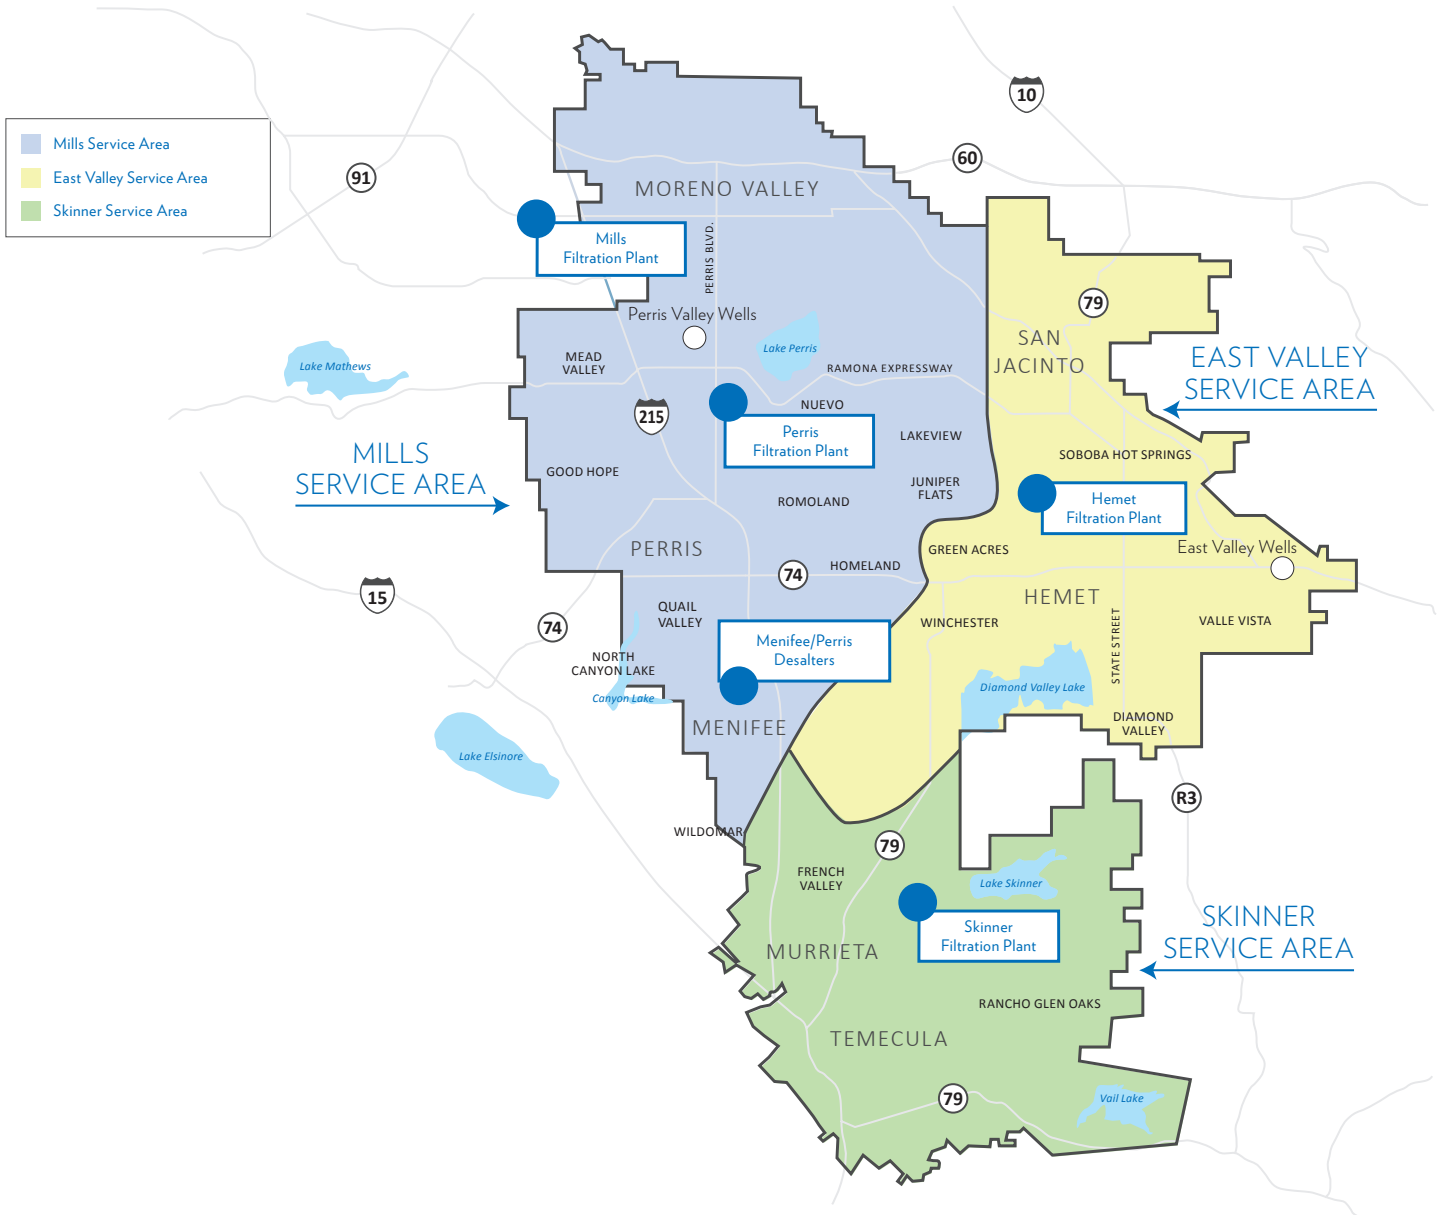 Mills Service Area
East Valley Service Area
Skinner Service Area
10
60
91
MORENO VALLEY
Mills
Filtration Plant
PERRIS BLVD.
79
Perris Valley Wells
SAN
JACINTO
Lake Perris
EAST VALLEY
SERVICE AREA
Lake Mathews
MEAD
VALLEY
RAMONA EXPRESSWAY
NUEVO
215
Perris
Filtration Plant
LAKEVIEW
SOBOBA HOT SPRINGS
MILLS
SERVICE AREA
GOOD HOPE
JUNIPER
FLATS
ROMOLAND
Hemet
Filtration Plant
PERRIS
GREEN ACRES
East Valley Wells
HOMELAND
74
15
HEMET
QUAIL
VALLEY
WINCHESTER
STATE STREET
VALLE VISTA
74
Menifee/Perris
Desalters
NORTH
CANYON LAKE
Canyon Lake
Diamond Valley Lake
MENIFEE
DIAMOND
VALLEY
Lake Elsinore
R3
WILDOMAR
79
FRENCH
VALLEY
Lake Skinner
Skinner
Filtration Plant
SKINNER
SERVICE AREA
MURRIETA
RANCHO GLEN OAKS
TEMECULA
79
Vail Lake